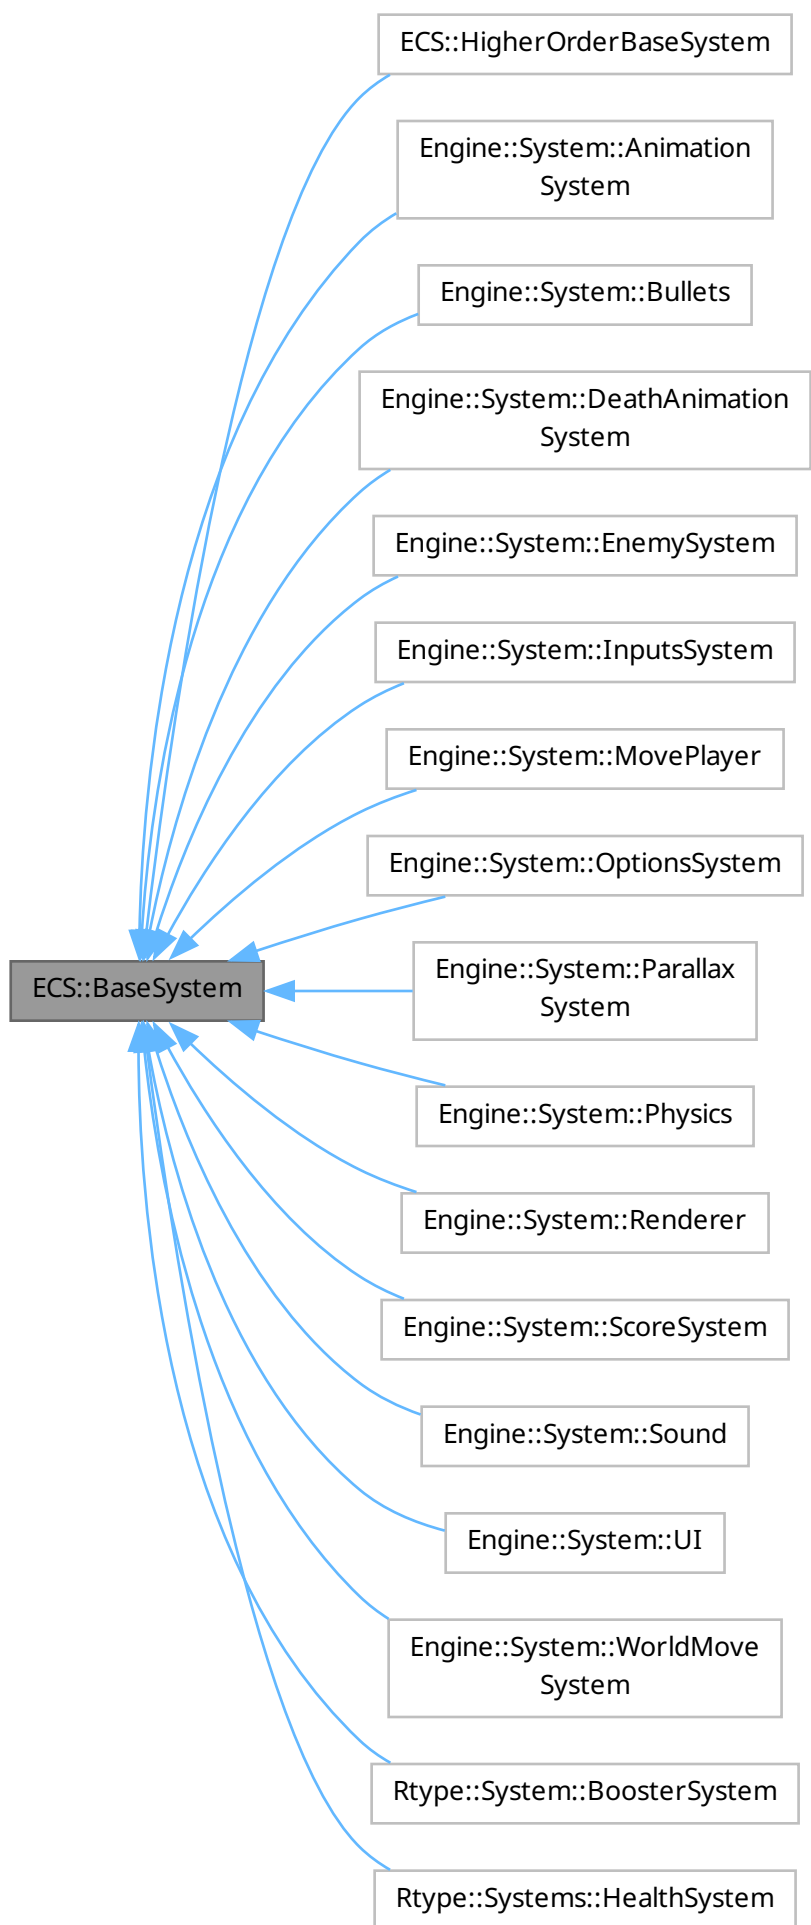 ECS::HigherOrderBaseSystem
Engine::System::Animation
System
Engine::System::Bullets
Engine::System::DeathAnimation
System
Engine::System::EnemySystem
Engine::System::InputsSystem
Engine::System::MovePlayer
Engine::System::OptionsSystem
ECS::BaseSystem
Engine::System::Parallax
System
Engine::System::Physics
Engine::System::Renderer
Engine::System::ScoreSystem
Engine::System::Sound
Engine::System::UI
Engine::System::WorldMove
System
Rtype::System::BoosterSystem
Rtype::Systems::HealthSystem